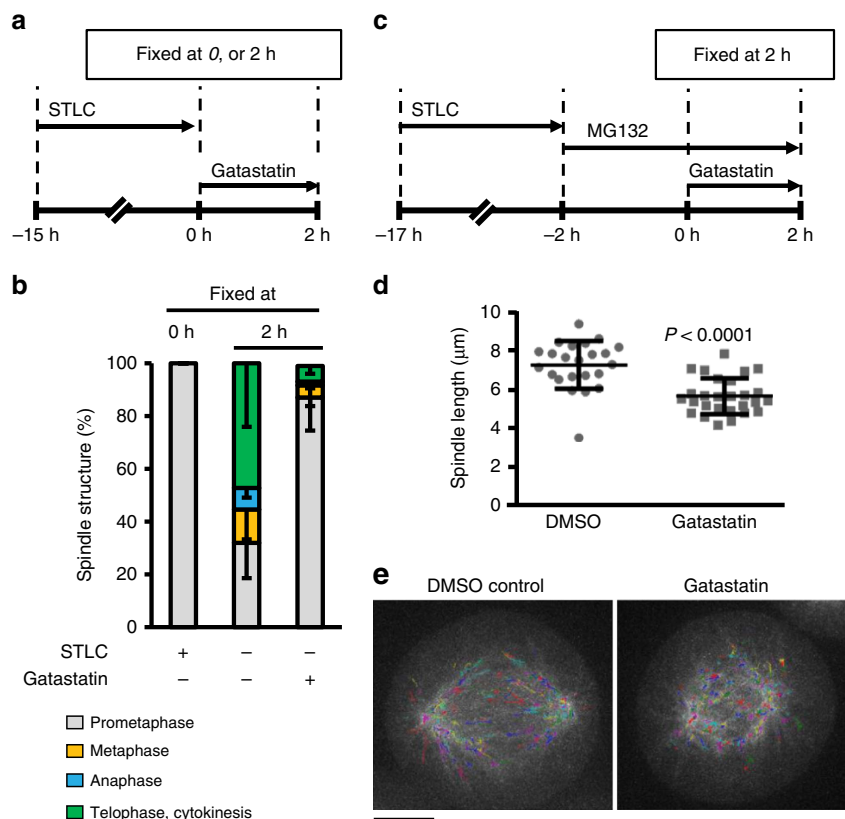 a
Fixed at 0, or 2 h
STLC
Gatastatin
–15 h 0 h 2 h
c
Fixed at 2 h
STLC
MG132
Gatastatin
–17 h –2 h 0 h 2 h
b
Fixed at
0 h 2 h
Spindle structure (%)
100
80
60
40
20
0
STLC + – –
Gatastatin – – +
Prometaphase
Metaphase
Anaphase
Telophase, cytokinesis
d
Spindle length (μm)
10
8
6
4
2
0
P < 0.0001
DMSO Gatastatin
e
DMSO control Gatastatin